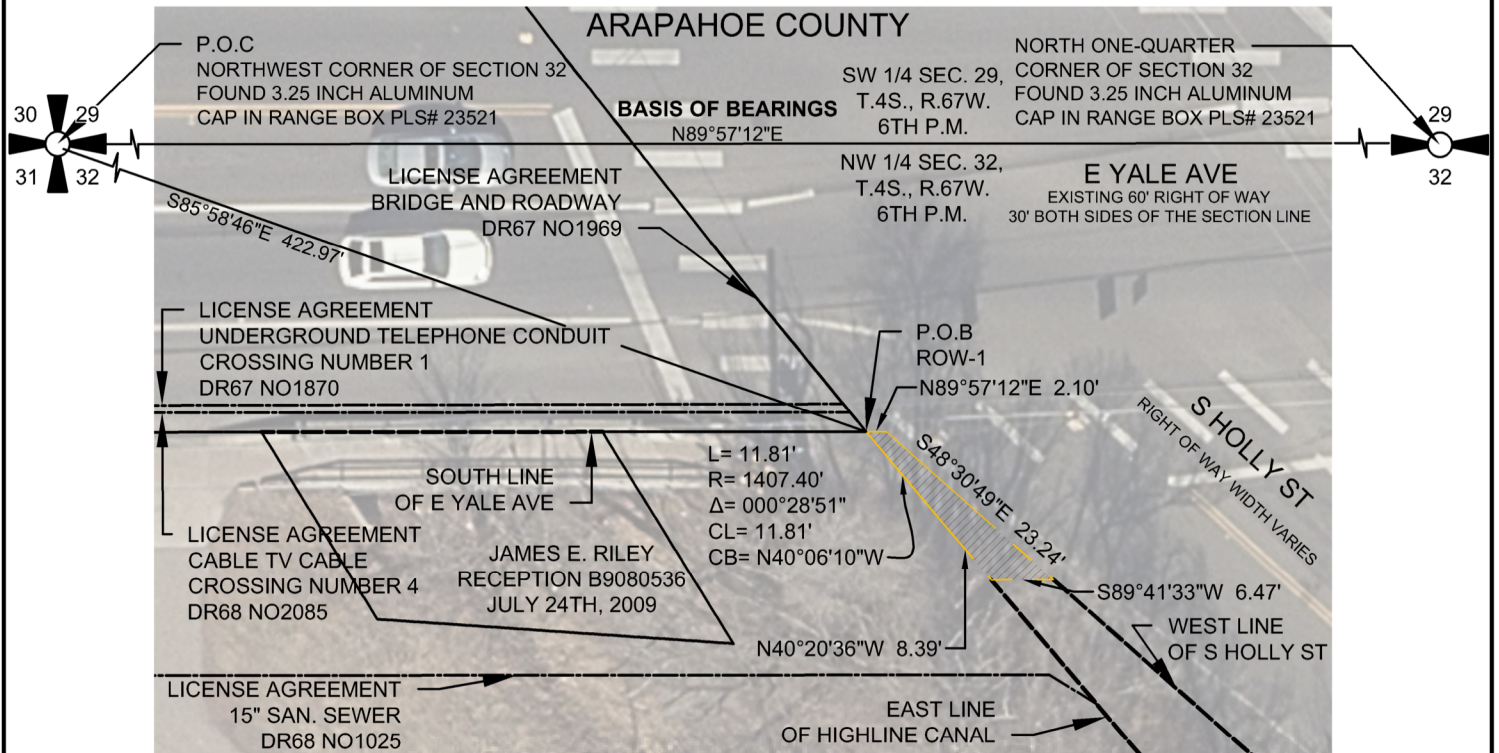 ARAPAHOE COUNTY
P.O.C
NORTHWEST CORNER OF SECTION 32
FOUND 3.25 INCH ALUMINUM
CAP IN RANGE BOX PLS# 23521
30 29
31 32
SW 1/4 SEC. 29,
T.4S., R.67W.
6TH P.M.
NORTH ONE-QUARTER
CORNER OF SECTION 32
FOUND 3.25 INCH ALUMINUM
CAP IN RANGE BOX PLS# 23521
29
32
BASIS OF BEARINGS
N89°57'12"E
NW 1/4 SEC. 32,
T.4S., R.67W.
6TH P.M.
E YALE AVE
EXISTING 60' RIGHT OF WAY
30' BOTH SIDES OF THE SECTION LINE
LICENSE AGREEMENT
BRIDGE AND ROADWAY
DR67 NO1969
S85°58'46"E 422.97'
LICENSE AGREEMENT
UNDERGROUND TELEPHONE CONDUIT
CROSSING NUMBER 1
DR67 NO1870
P.O.B
ROW-1
N89°57'12"E 2.10'
S HOLLY ST
RIGHT OF WAY WIDTH VARIES
S48°30'49"E 23.24'
L= 11.81'
R= 1407.40'
Δ= 000°28'51"
CL= 11.81'
CB= N40°06'10"W
SOUTH LINE
OF E YALE AVE
LICENSE AGREEMENT
CABLE TV CABLE
CROSSING NUMBER 4
DR68 NO2085
JAMES E. RILEY
RECEPTION B9080536
JULY 24TH, 2009
S89°41'33"W 6.47'
WEST LINE
OF S HOLLY ST
N40°20'36"W 8.39'
LICENSE AGREEMENT
15" SAN. SEWER
DR68 NO1025
EAST LINE
OF HIGHLINE CANAL